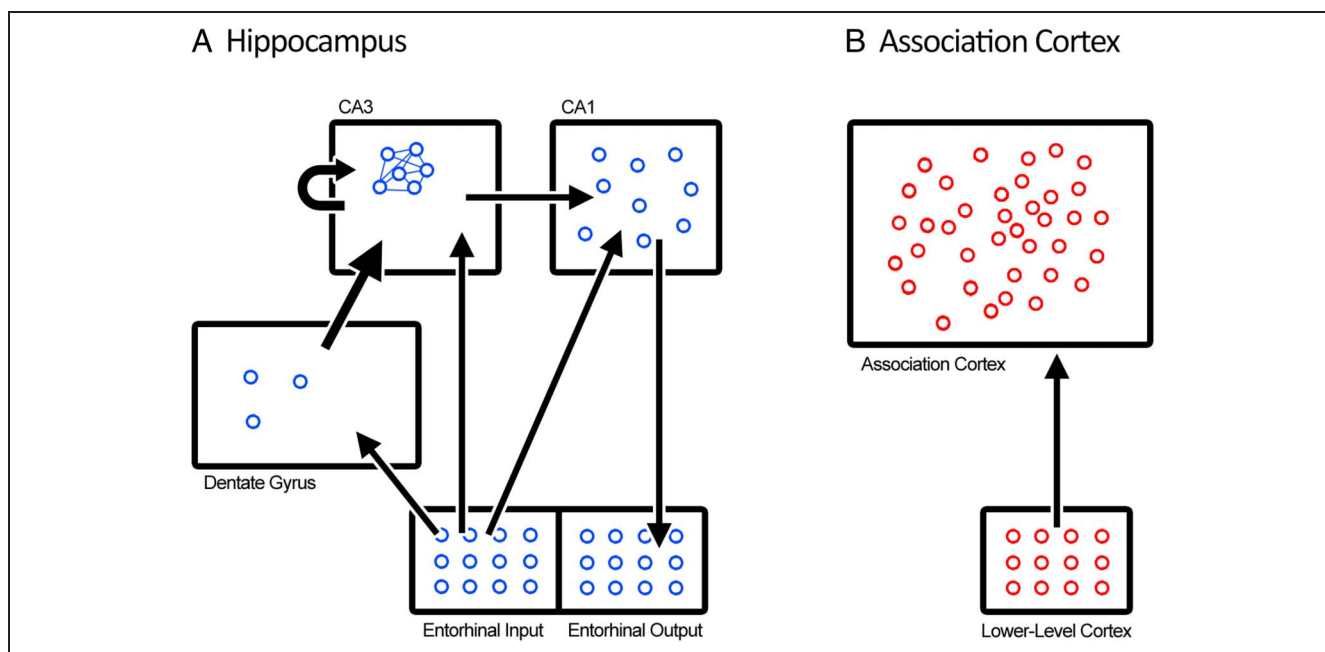 A Hippocampus
B Association Cortex
CA3
CA1
Association Cortex
Dentate Gyrus
Entorhinal Input
Entorhinal Output
Lower-Level Cortex